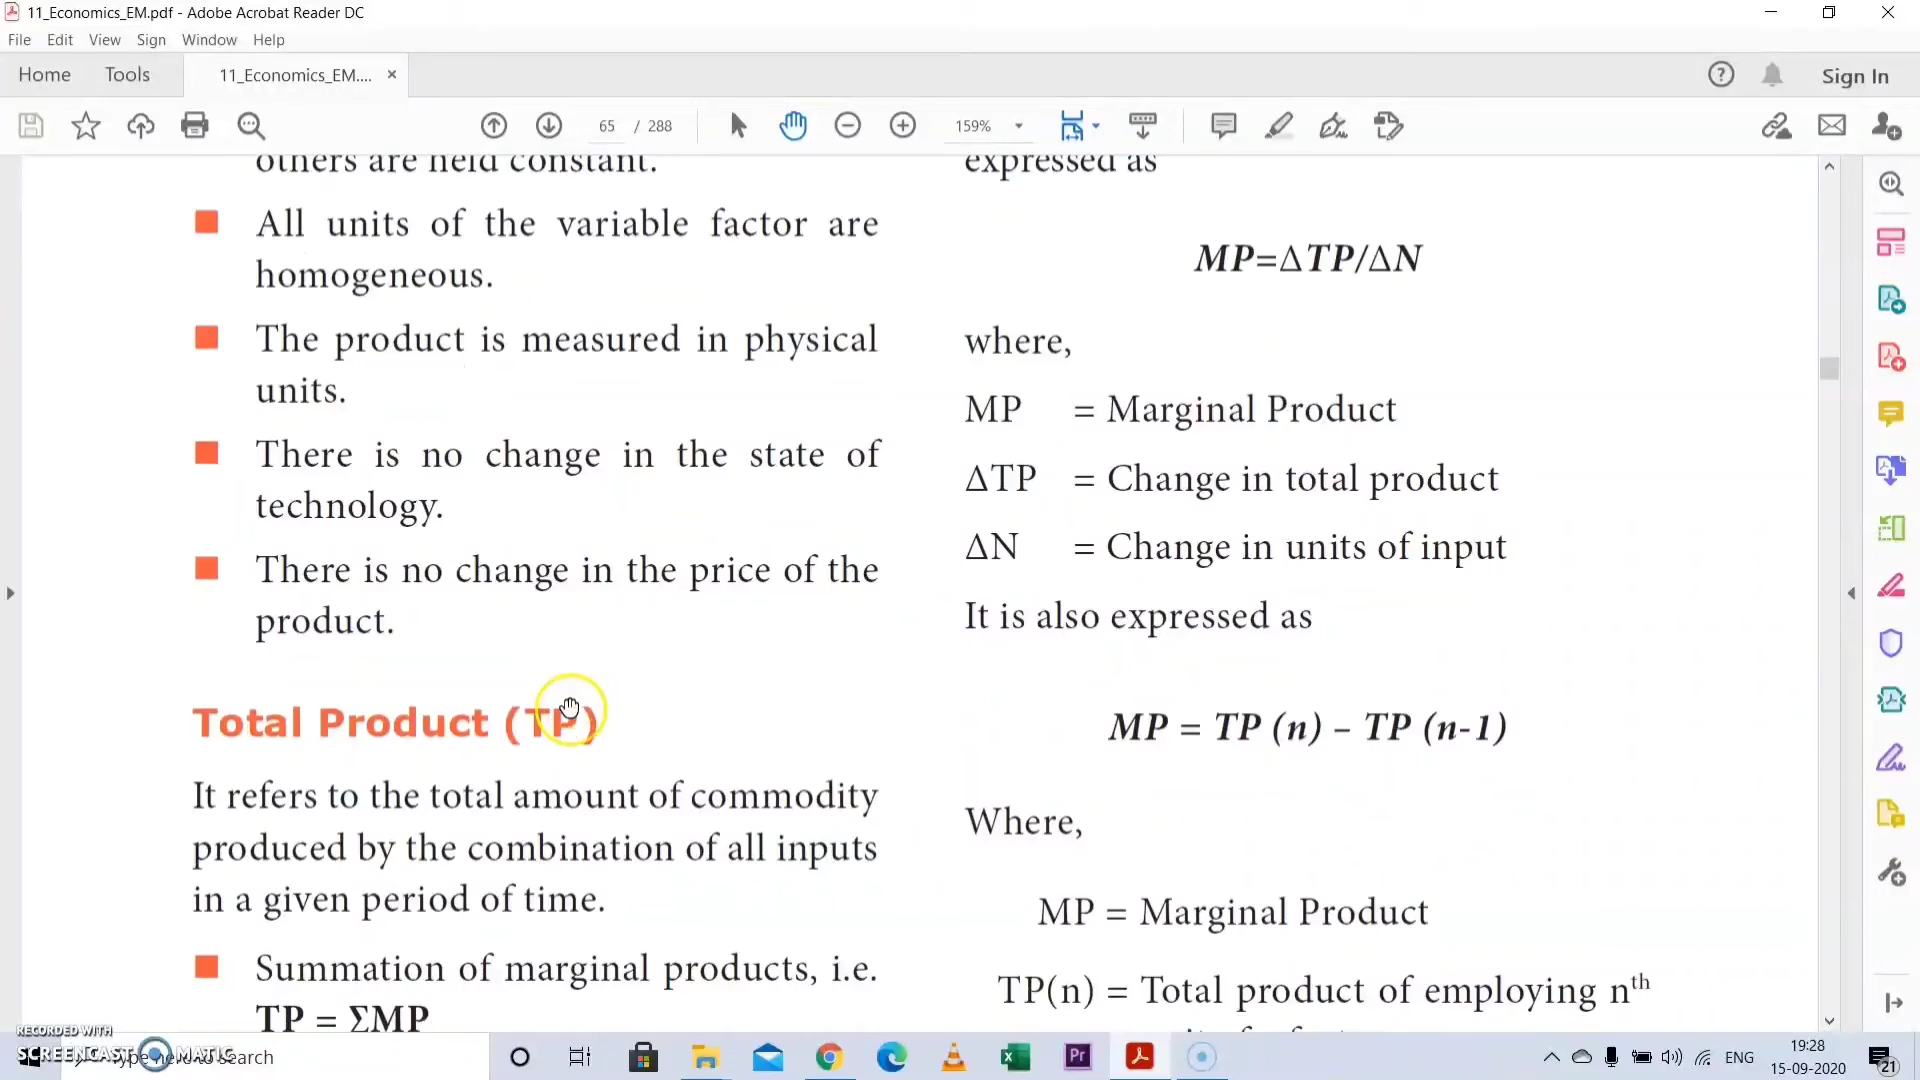 11_Economics_EM.pdf - Adobe Acrobat Reader DC
File Edit View Sign Window Help
Home Tools 11_Economics_EM.... × Sign In
65 / 288 159%
others are held constant.
All units of the variable factor are
homogeneous.
The product is measured in physical
units.
There is no change in the state of
technology.
There is no change in the price of the
product.
Total Product (TP)
It refers to the total amount of commodity
produced by the combination of all inputs
in a given period of time.
Summation of marginal products, i.e.
TP = ΣMP
expressed as
MP=ΔTP/ΔN
where,
MP = Marginal Product
ΔTP = Change in total product
ΔN = Change in units of input
It is also expressed as
MP = TP (n) – TP (n-1)
Where,
MP = Marginal Product
TP(n) = Total product of employing nth
RECORDED WITH
SCREENCAST MATIC
Type here to search
ENG
19:28
15-09-2020
21